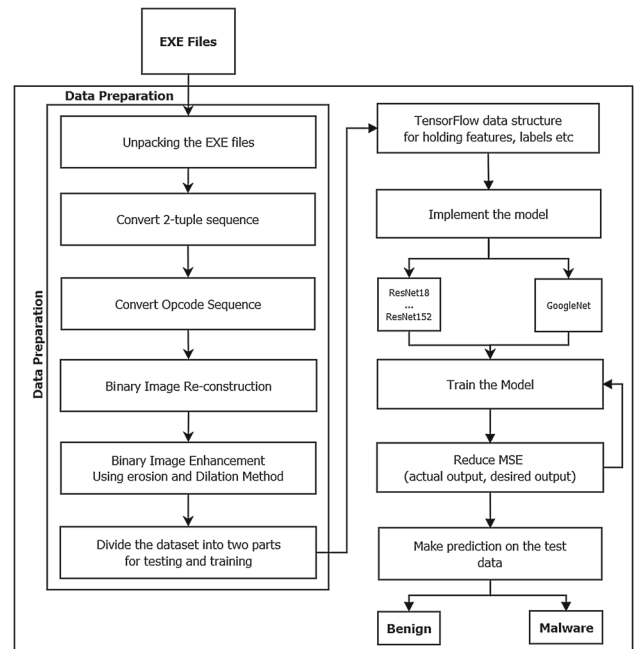 EXE Files
Data Preparation
Data Preparation
Unpacking the EXE files
Convert 2-tuple sequence
Convert Opcode Sequence
Binary Image Re-construction
Binary Image Enhancement
Using erosion and Dilation Method
Divide the dataset into two parts
for testing and training
TensorFlow data structure
for holding features, labels etc
Implement the model
ResNet18
...
ResNet152
GoogleNet
Train the Model
Reduce MSE
(actual output, desired output)
Make prediction on the test
data
Benign
Malware